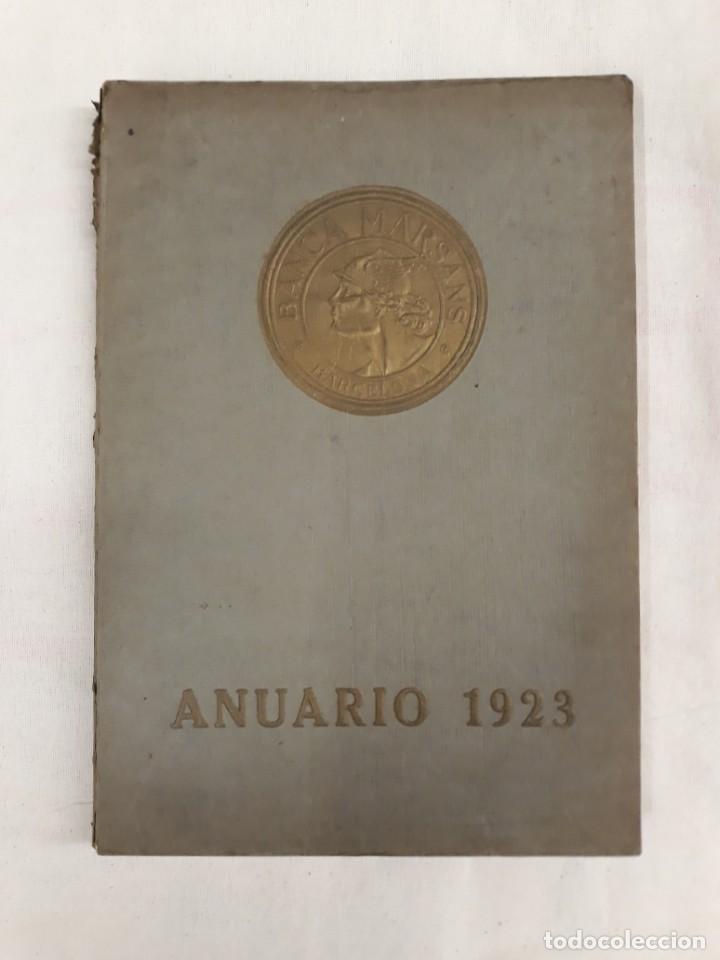 BANCA MARSANS
BARCELONA
ANUARIO 1923
todocoleccion